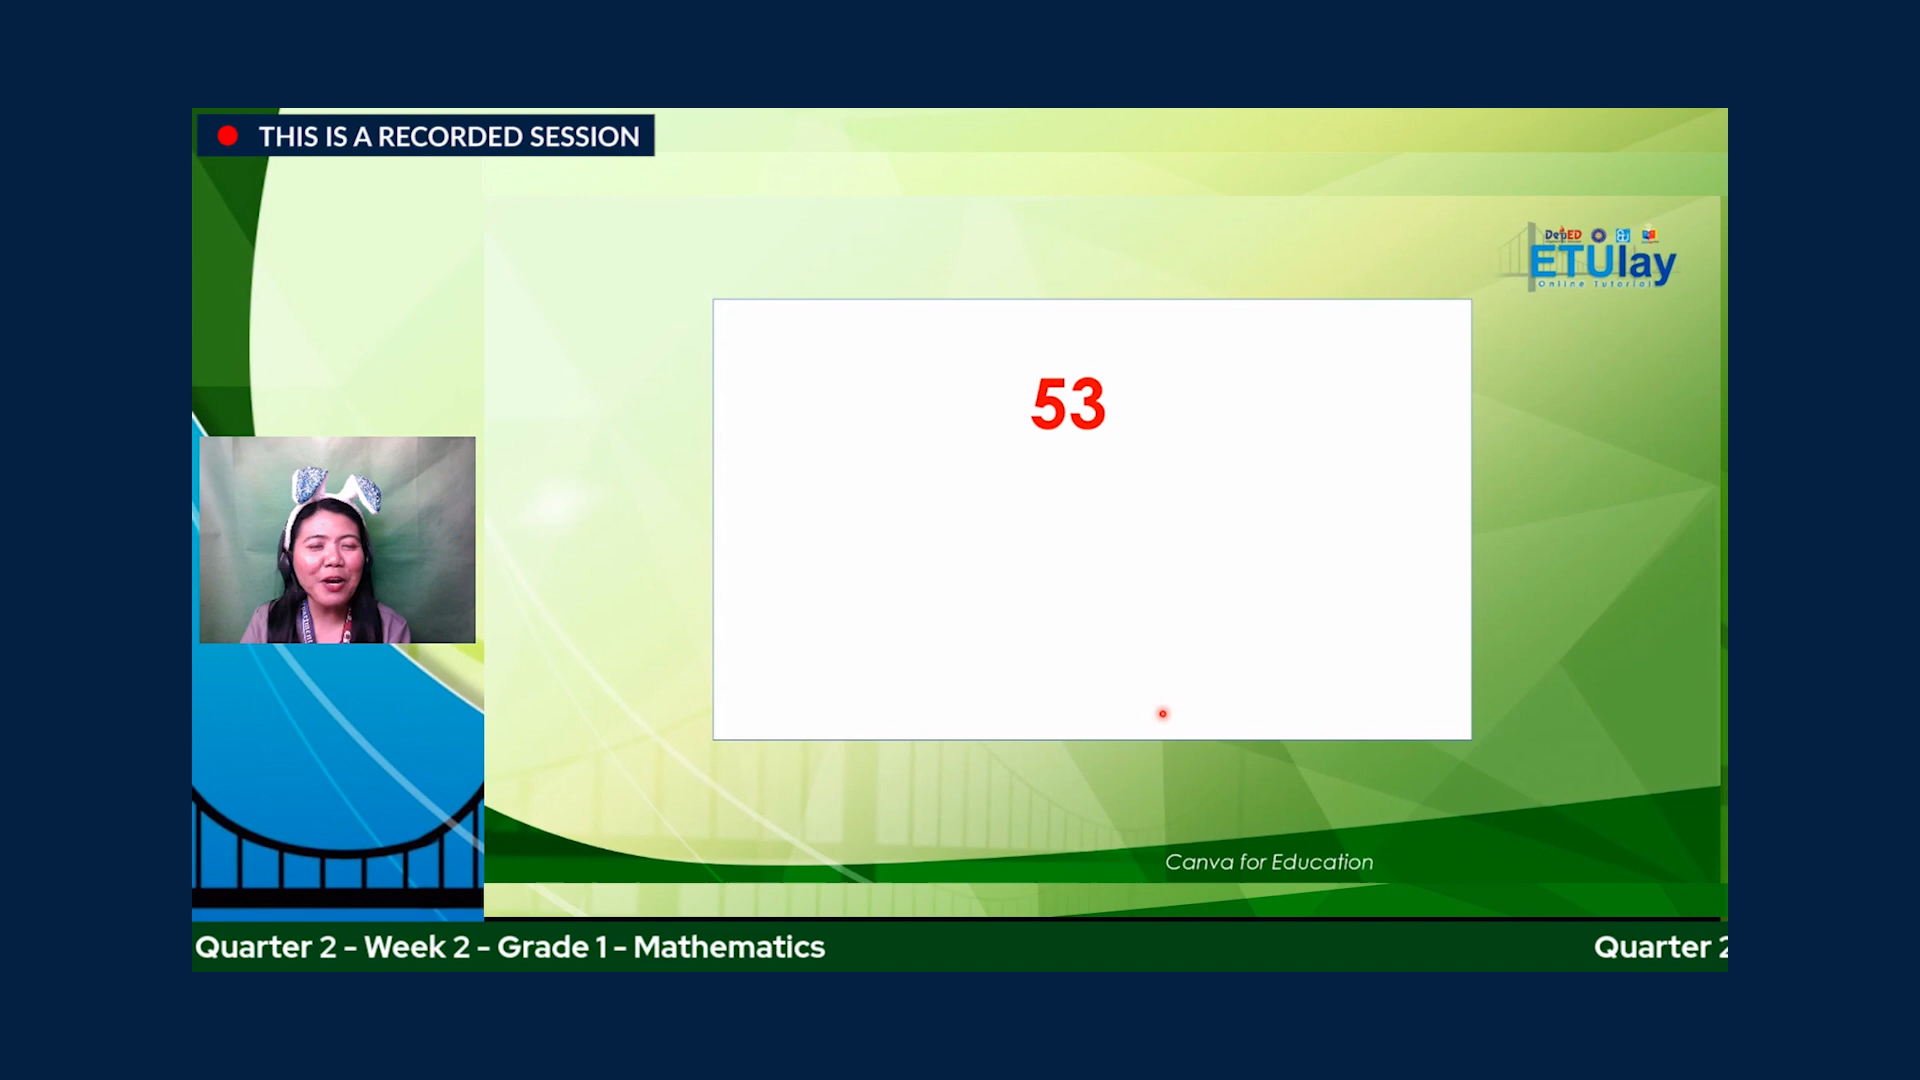 THIS IS A RECORDED SESSION
DepED
ETUlay
Online Tutorial
53
Canva for Education
Quarter 2 - Week 2 - Grade 1 - Mathematics
Quarter 2